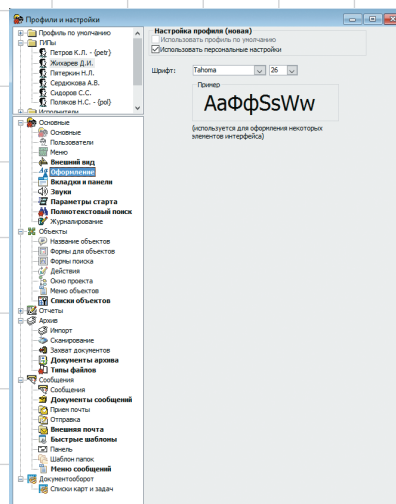 Профили и настройки
Профиль по умолчанию
ГИПы
Петров К.Л. - {petr}
Жихарев Д.И.
Пятеркин Н.Л.
Сердюкова А.В.
Сидоров С.С.
Поляков Н.С. - {pol}
Исполнители
Основные
Основные
Пользователи
Меню
Внешний вид
Оформление
Вкладки и панели
Звуки
Параметры старта
Полнотекстовый поиск
Журналирование
Объекты
Название объектов
Формы для объектов
Формы поиска
Действия
Окно проекта
Меню объектов
Списки объектов
Отчеты
Архив
Импорт
Сканирование
Захват документов
Документы архива
Типы файлов
Сообщения
Сообщения
Документы сообщений
Прием почты
Отправка
Внешняя почта
Быстрые шаблоны
Панель
Шаблон папок
Меню сообщений
Документооборот
Списки карт и задач
Настройка профиля (новая)
Использовать профиль по умолчанию
Использовать персональные настройки
Шрифт: Tahoma 26
Пример
АаФфSsWw
(используется для оформления некоторых
элементов интерфейса)